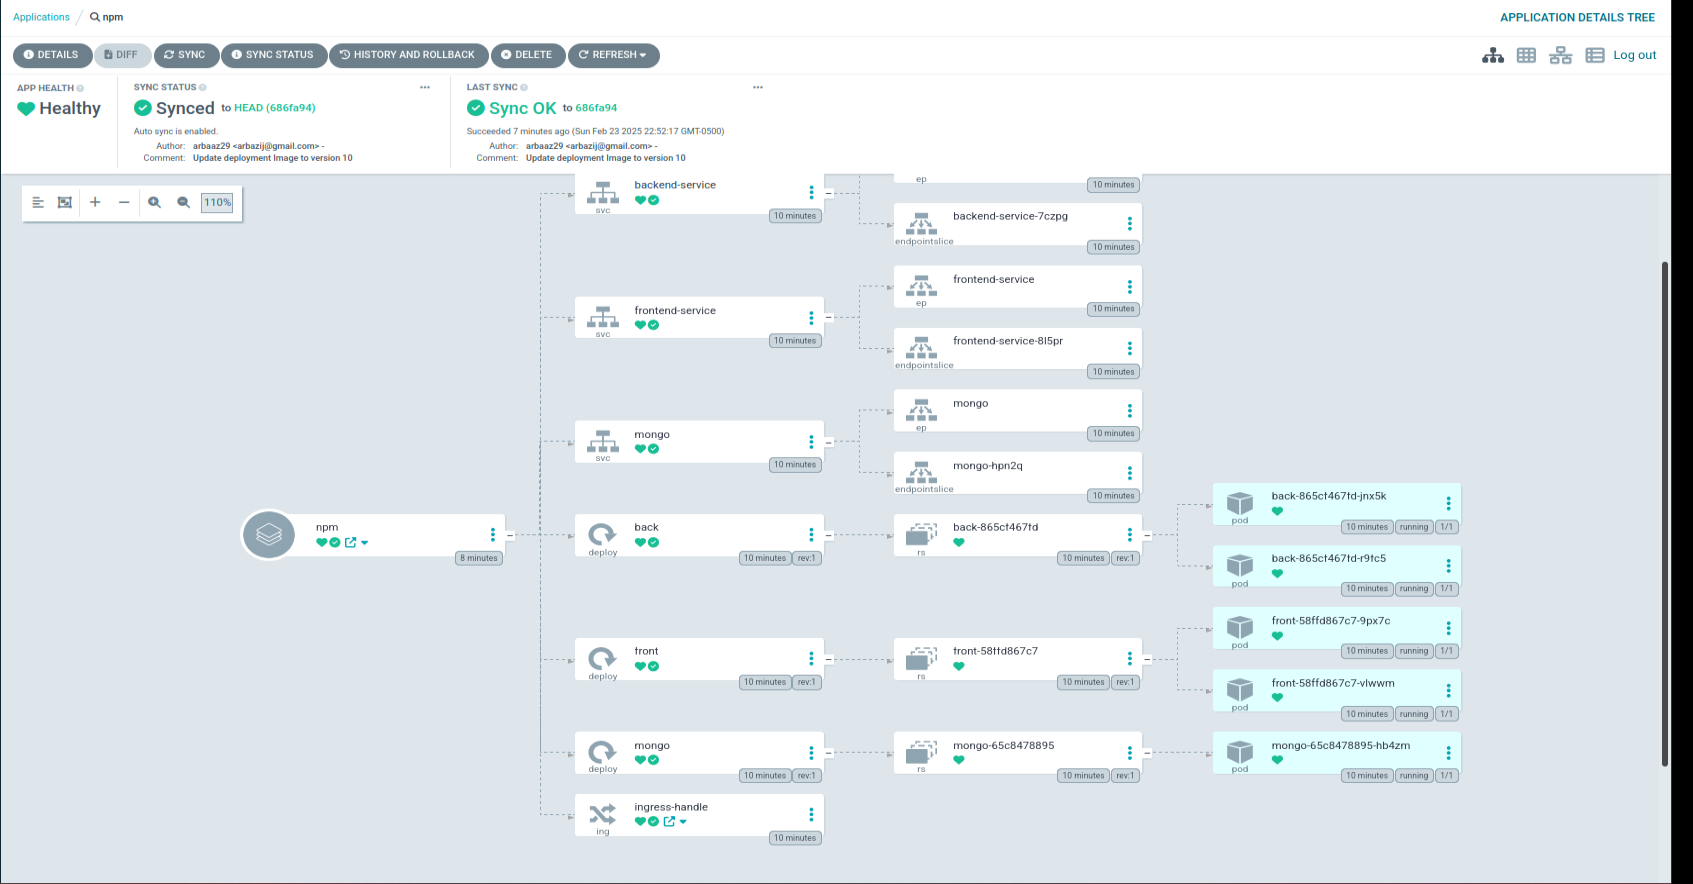 Applications / npm
APPLICATION DETAILS TREE
DETAILS DIFF SYNC SYNC STATUS HISTORY AND ROLLBACK DELETE REFRESH
Log out
APP HEALTH
Healthy
SYNC STATUS
Synced to HEAD (686fa94)
Auto sync is enabled.
Author: arbaaz29 <arbazij@gmail.com> -
Comment: Update deployment Image to version 10
LAST SYNC
Sync OK to 686fa94
Succeeded 7 minutes ago (Sun Feb 23 2025 22:52:17 GMT-0500)
Author: arbaaz29 <arbazij@gmail.com> -
Comment: Update deployment Image to version 10
110%
backend-service
svc
10 minutes
ep
10 minutes
backend-service-7czpg
endpointslice
10 minutes
frontend-service
svc
10 minutes
frontend-service
ep
10 minutes
frontend-service-8l5pr
endpointslice
10 minutes
mongo
svc
10 minutes
mongo
ep
10 minutes
mongo-hpn2q
endpointslice
10 minutes
npm
8 minutes
back
deploy
10 minutes rev:1
back-865cf467fd
rs
10 minutes rev:1
back-865cf467fd-jnx5k
pod
10 minutes running 1/1
back-865cf467fd-r9fc5
pod
10 minutes running 1/1
front
deploy
10 minutes rev:1
front-58ffd867c7
rs
10 minutes rev:1
front-58ffd867c7-9px7c
pod
10 minutes running 1/1
front-58ffd867c7-vlwwm
pod
10 minutes running 1/1
mongo
deploy
10 minutes rev:1
mongo-65c8478895
rs
10 minutes rev:1
mongo-65c8478895-hb4zm
pod
10 minutes running 1/1
ingress-handle
ing
10 minutes